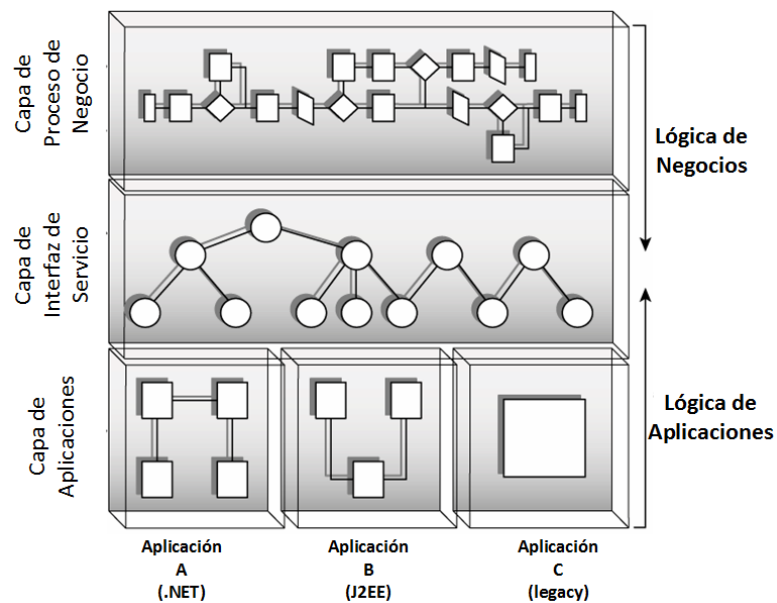 Capa de
Proceso de
Negocio
Lógica de
Negocios
Capa de
Interfaz de
Servicio
Capa de
Aplicaciones
Lógica de
Aplicaciones
Aplicación
A
(.NET)
Aplicación
B
(J2EE)
Aplicación
C
(legacy)